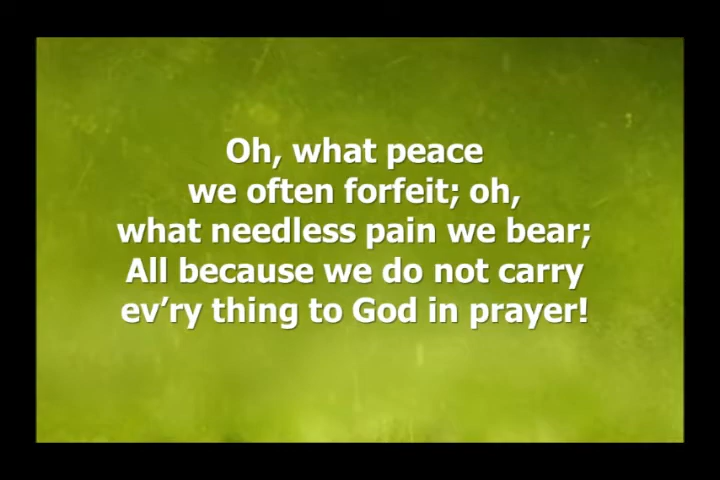 Oh, what peace
we often forfeit; oh,
what needless pain we bear;
All because we do not carry
ev’ry thing to God in prayer!